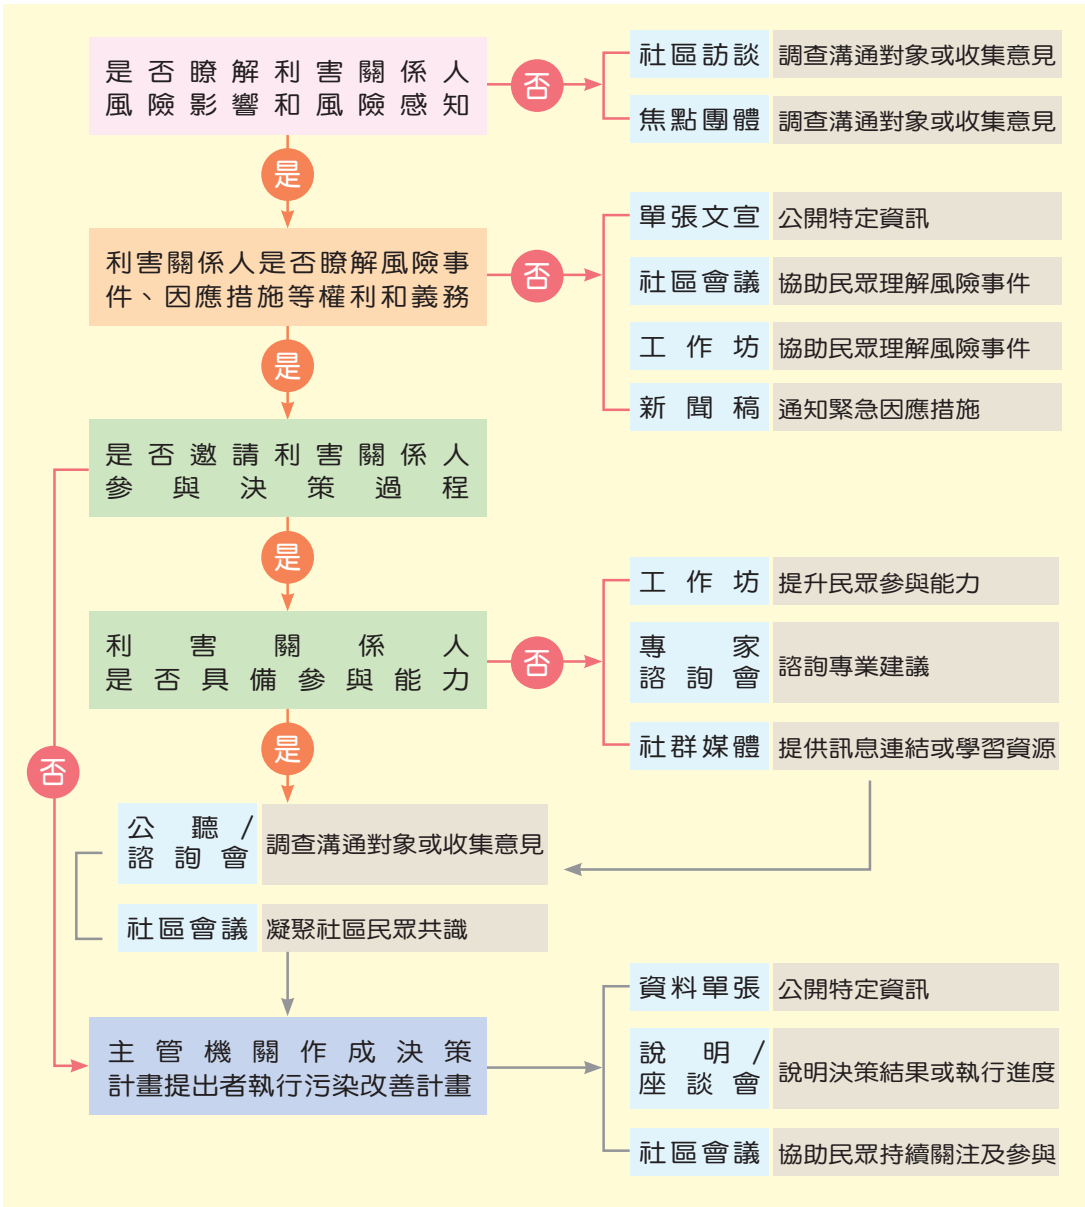 是否瞭解利害關係人
風險影響和風險感知
否
社區訪談
調查溝通對象或收集意見
焦點團體
調查溝通對象或收集意見
是
利害關係人是否瞭解風險事
件、因應措施等權利和義務
否
單張文宣
公開特定資訊
社區會議
協助民眾理解風險事件
工作坊
協助民眾理解風險事件
新聞稿
通知緊急因應措施
是
是否邀請利害關係人
參與決策過程
是
利害關係人
是否具備參與能力
否
工作坊
提升民眾參與能力
專家
諮詢會
諮詢專業建議
社群媒體
提供訊息連結或學習資源
是
否
公聽/
諮詢會
調查溝通對象或收集意見
社區會議
凝聚社區民眾共識
主管機關作成決策
計畫提出者執行污染改善計畫
資料單張
公開特定資訊
說明/
座談會
說明決策結果或執行進度
社區會議
協助民眾持續關注及參與